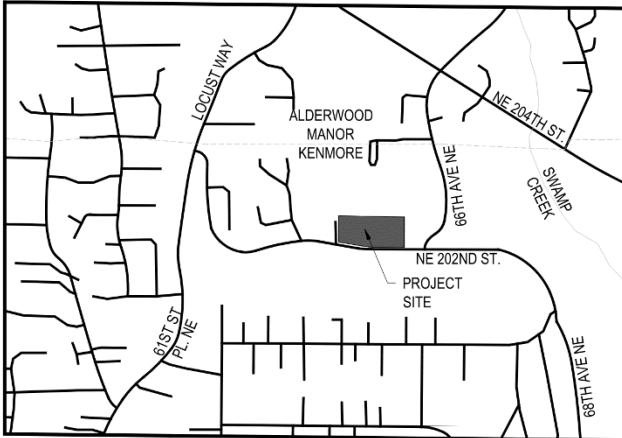 LOCUST WAY
ALDERWOOD
MANOR
KENMORE
NE 204TH ST.
66TH AVE NE
SWAMP
CREEK
NE 202ND ST.
PROJECT
SITE
61ST ST
PL. NE
68TH AVE NE